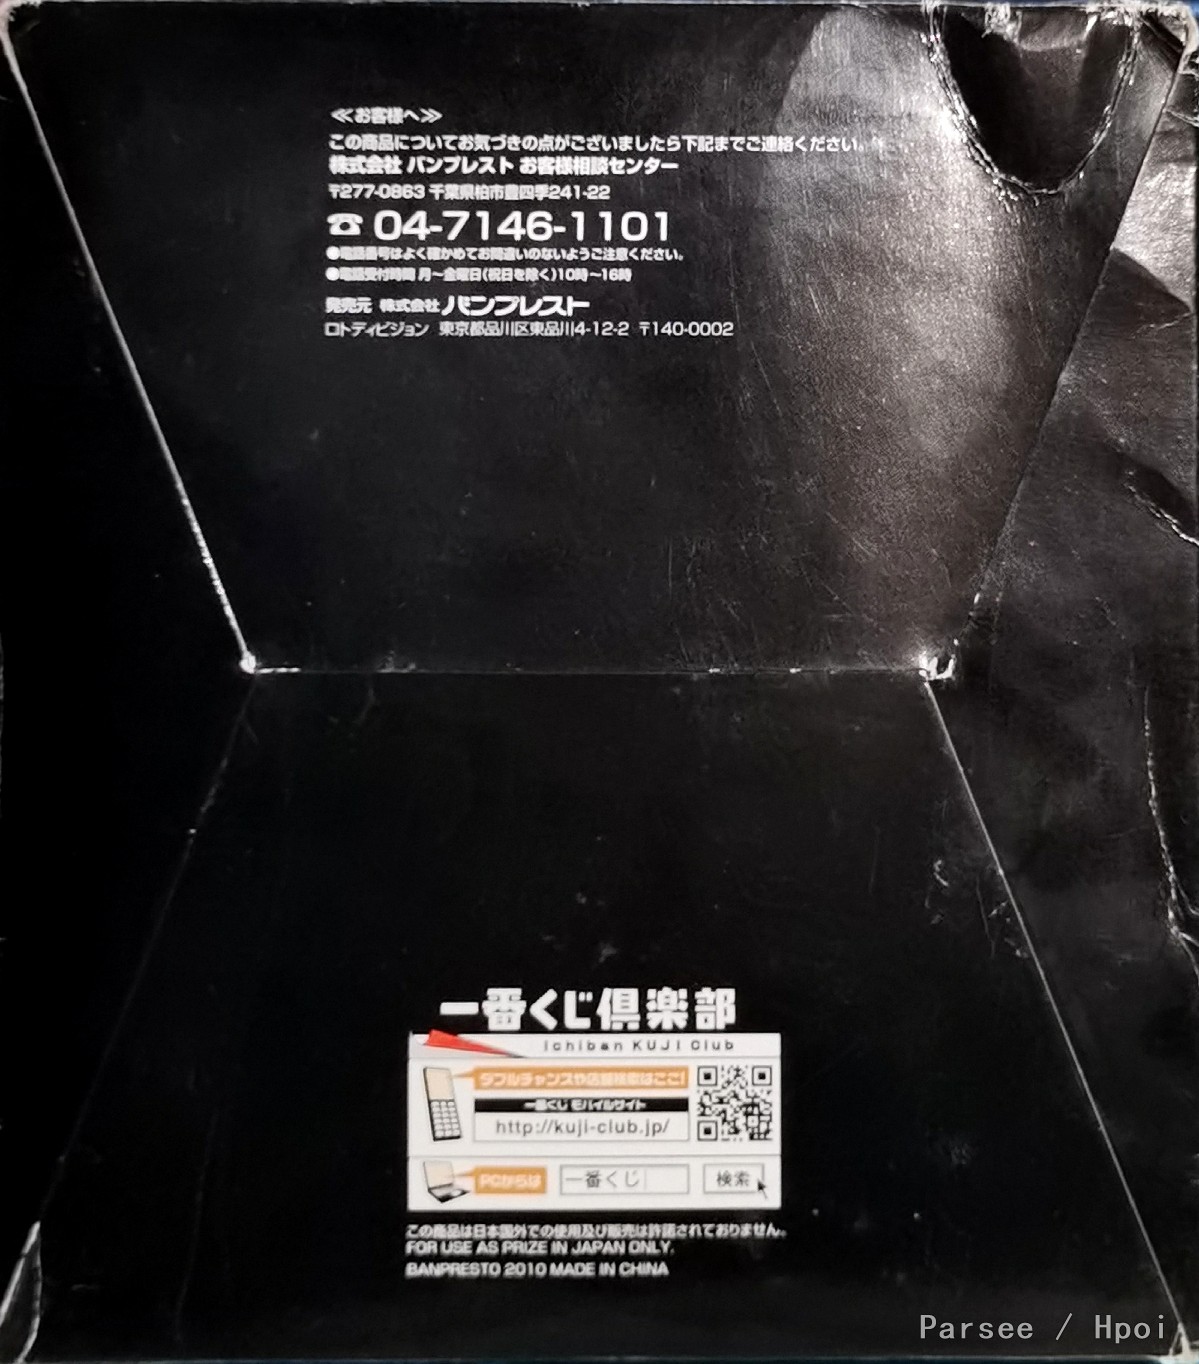 ≪お客様へ≫
この商品についてお気づきの点がございましたら下記までご連絡ください。
株式会社 バンプレスト お客様相談センター
〒277-0863 千葉県柏市豊四季241-22
☎ 04-7146-1101
●電話番号はよく確かめてお間違いのないようご注意ください。
●電話受付時間 月～金曜日(祝日を除く)10時～16時
発売元 株式会社 バンプレスト
ロトディビジョン 東京都品川区東品川4-12-2 〒140-0002
一番くじ倶楽部
Ichiban KUJI Club
ダブルチャンスや店舗検索はここ!
一番くじ モバイルサイト
http://kuji-club.jp/
PCからは 一番くじ 検索
この商品は日本国外での使用及び販売は許諾されておりません。
FOR USE AS PRIZE IN JAPAN ONLY.
BANPRESTO 2010 MADE IN CHINA
Parsee / Hpoi